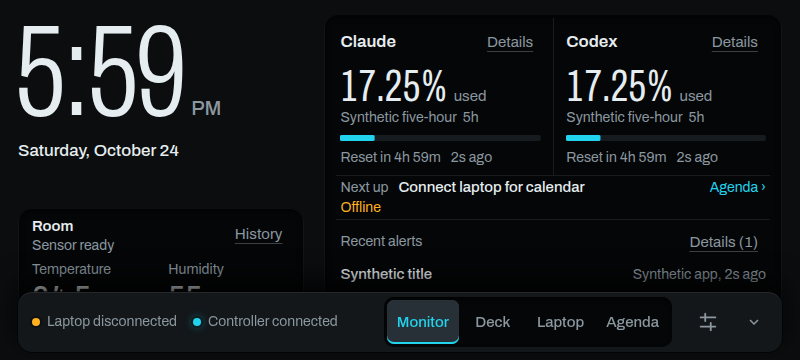 5:59 PM
Saturday, October 24
Room
Sensor ready
History
Temperature
Humidity
Claude
Details
17.25% used
Synthetic five-hour 5h
Reset in 4h 59m 2s ago
Codex
Details
17.25% used
Synthetic five-hour 5h
Reset in 4h 59m 2s ago
Next up Connect laptop for calendar
Agenda ›
Offline
Recent alerts
Details (1)
Synthetic title
Synthetic app, 2s ago
Laptop disconnected
Controller connected
Monitor
Deck
Laptop
Agenda